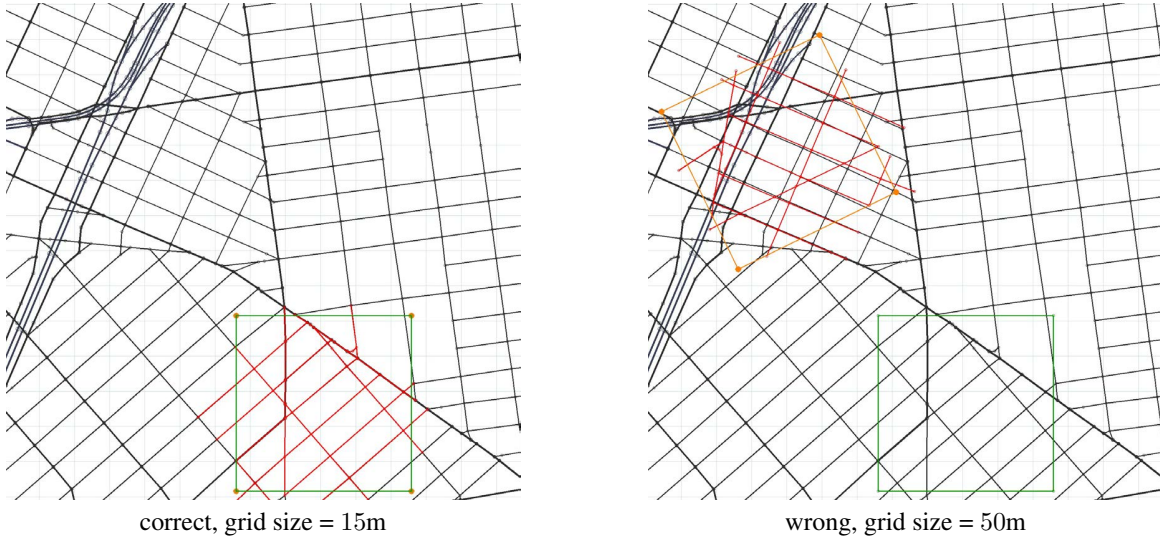 correct, grid size = 15m
wrong, grid size = 50m